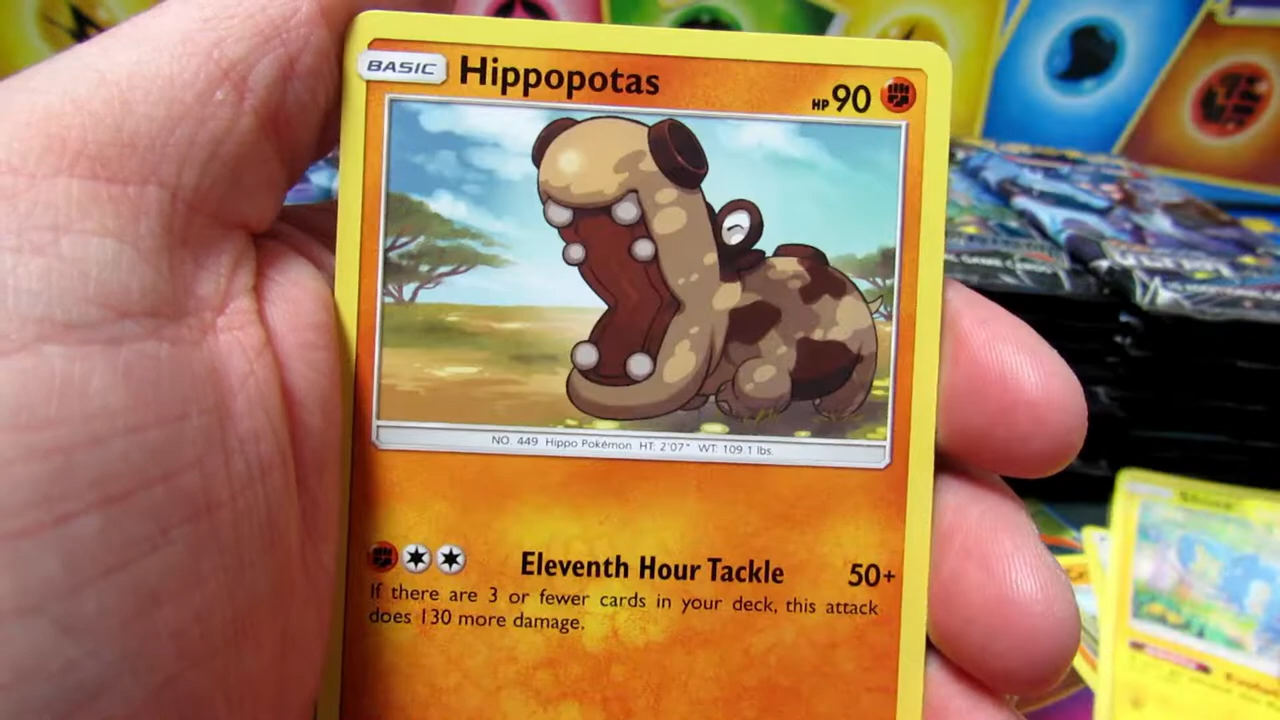 BASIC Hippopotas HP 90
NO. 449 Hippo Pokémon HT: 2'07" WT: 109.1 lbs.
Eleventh Hour Tackle 50+
If there are 3 or fewer cards in your deck, this attack
does 130 more damage.